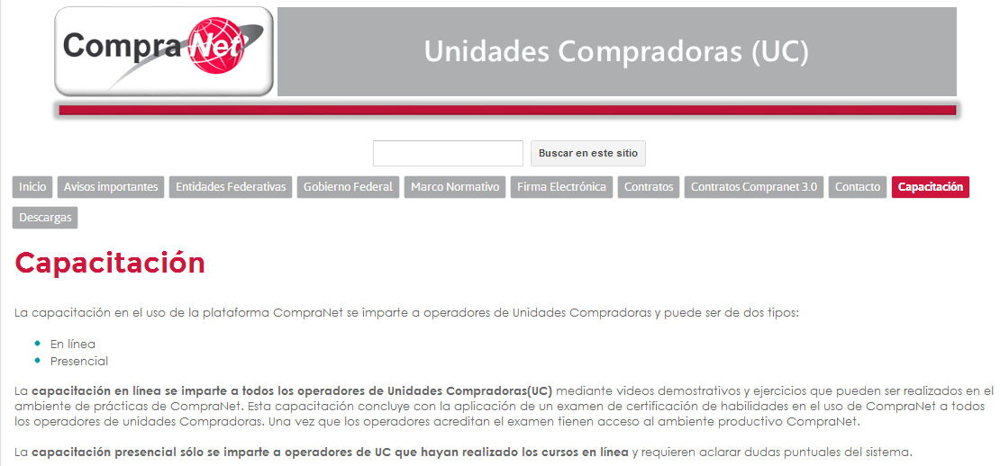 CompraNet
Unidades Compradoras (UC)
Buscar en este sitio
Inicio Avisos importantes Entidades Federativas Gobierno Federal Marco Normativo Firma Electrónica Contratos Contratos Compranet 3.0 Contacto Capacitación
Descargas
Capacitación
La capacitación en el uso de la plataforma CompraNet se imparte a operadores de Unidades Compradoras y puede ser de dos tipos:
En línea
Presencial
La capacitación en línea se imparte a todos los operadores de Unidades Compradoras(UC) mediante videos demostrativos y ejercicios que pueden ser realizados en el
ambiente de prácticas de CompraNet. Esta capacitación concluye con la aplicación de un examen de certificación de habilidades en el uso de CompraNet a todos
los operadores de unidades Compradoras. Una vez que los operadores acreditan el examen tienen acceso al ambiente productivo CompraNet.
La capacitación presencial sólo se imparte a operadores de UC que hayan realizado los cursos en línea y requieren aclarar dudas puntuales del sistema.